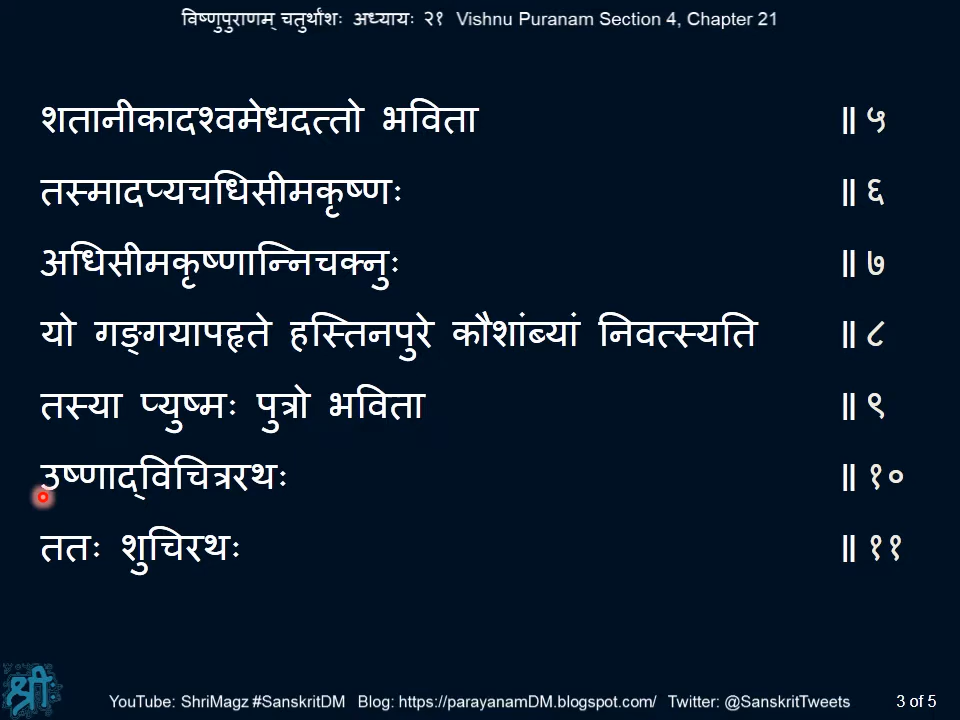 विष्णुपुराणम् चतुर्थांशः अध्यायः २१ Vishnu Puranam Section 4, Chapter 21
शतानीकादश्वमेधदत्तो भविता ॥ ५
तस्मादप्यचधिसीमकृष्णः ॥ ६
अधिसीमकृष्णान्निचक्नुः ॥ ७
यो गङ्गयापहृते हस्तिनपुरे कौशांब्यां निवत्स्यति ॥ ८
तस्या प्युष्मः पुत्रो भविता ॥ ९
उष्णाद्विचित्ररथः ॥ १०
ततः शुचिरथः ॥ ११
श्रीः
YouTube: ShriMagz #SanskritDM Blog: https://parayanamDM.blogspot.com/ Twitter: @SanskritTweets 3 of 5